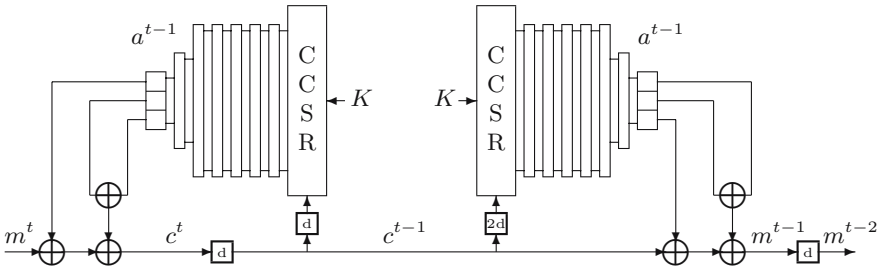 a^{t-1}
C
C
S
R
K
K
C
C
S
R
a^{t-1}
d
2d
m^t
c^t
c^{t-1}
m^{t-1}
m^{t-2}
d
d